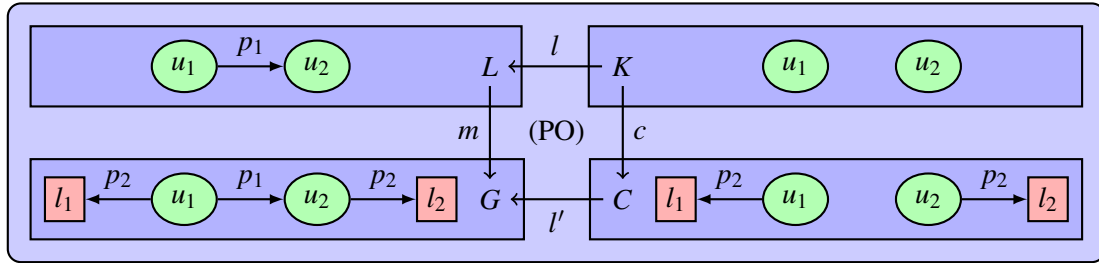 u₁ p₁ u₂ L l K u₁ u₂
m (PO) c
l₁ p₂ u₁ p₁ u₂ p₂ l₂ G l′ C l₁ p₂ u₁ u₂ p₂ l₂